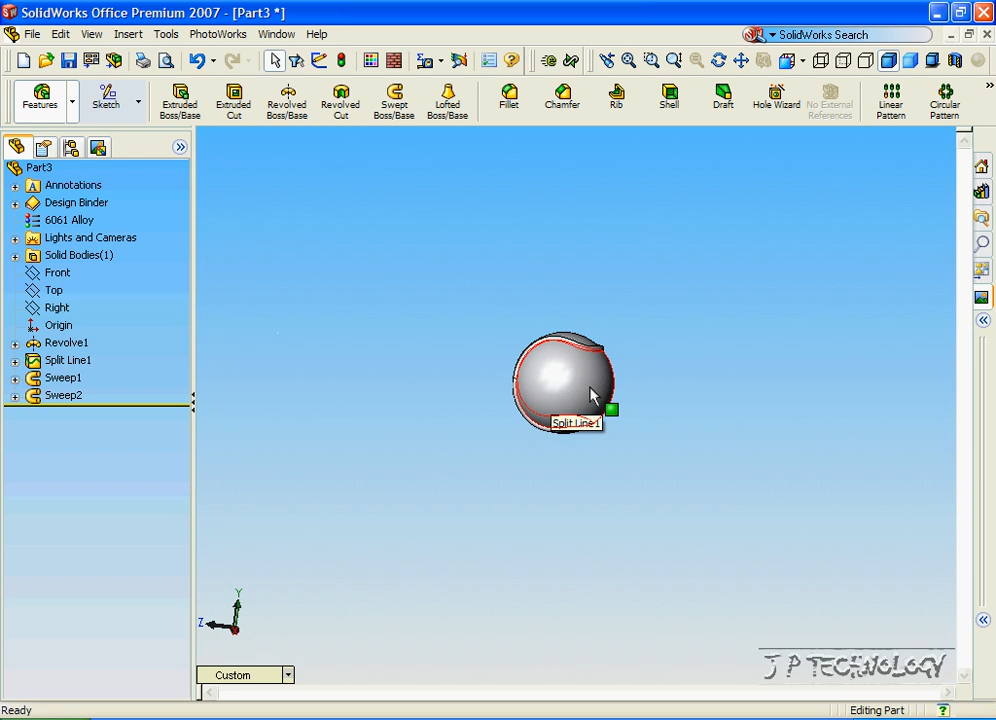 SolidWorks Office Premium 2007 - [Part3 *]
File Edit View Insert Tools PhotoWorks Window Help
SolidWorks Search
Features Sketch Extruded Boss/Base Extruded Cut Revolved Boss/Base Revolved Cut Swept Boss/Base Lofted Boss/Base Fillet Chamfer Rib Shell Draft Hole Wizard No External References Linear Pattern Circular Pattern
Part3
Annotations
Design Binder
6061 Alloy
Lights and Cameras
Solid Bodies(1)
Front
Top
Right
Origin
Revolve1
Split Line1
Sweep1
Sweep2
Split Line1
Y
Z
Custom
J P TECHNOLOGY
Ready
Editing Part